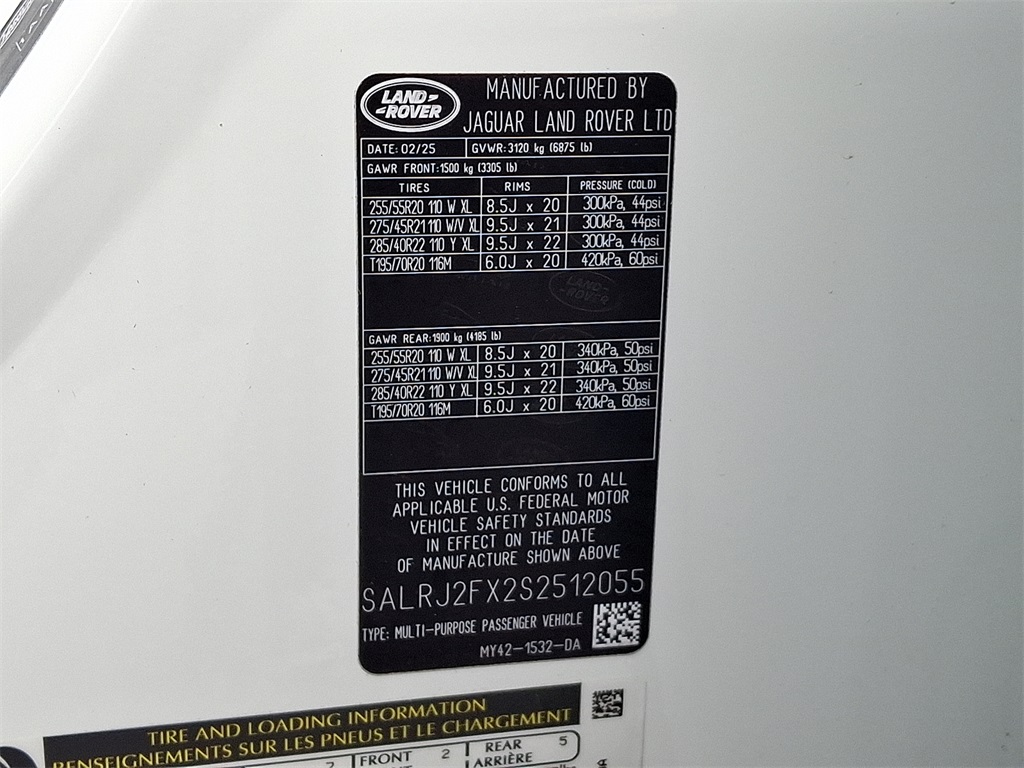 LAND-
-ROVER
MANUFACTURED BY
JAGUAR LAND ROVER LTD
DATE: 02/25 GVWR: 3120 kg (6875 lb)
GAWR FRONT: 1500 kg (3305 lb)
TIRES RIMS PRESSURE (COLD)
255/55R20 110 W XL 8.5J x 20 300kPa, 44psi
275/45R21 110 W/V XL 9.5J x 21 300kPa, 44psi
285/40R22 110 Y XL 9.5J x 22 300kPa, 44psi
T195/70R20 116M 6.0J x 20 420kPa, 60psi
LAND-
-ROVER
GAWR REAR: 1900 kg (4185 lb)
255/55R20 110 W XL 8.5J x 20 340kPa, 50psi
275/45R21 110 W/V XL 9.5J x 21 340kPa, 50psi
285/40R22 110 Y XL 9.5J x 22 340kPa, 50psi
T195/70R20 116M 6.0J x 20 420kPa, 60psi
THIS VEHICLE CONFORMS TO ALL
APPLICABLE U.S. FEDERAL MOTOR
VEHICLE SAFETY STANDARDS
IN EFFECT ON THE DATE
OF MANUFACTURE SHOWN ABOVE
SALRJ2FX2S2512055
TYPE: MULTI-PURPOSE PASSENGER VEHICLE
MY42-1532-DA
TIRE AND LOADING INFORMATION
RENSEIGNEMENTS SUR LES PNEUS ET LE CHARGEMENT
FRONT 2 REAR 5
ARRIÈRE